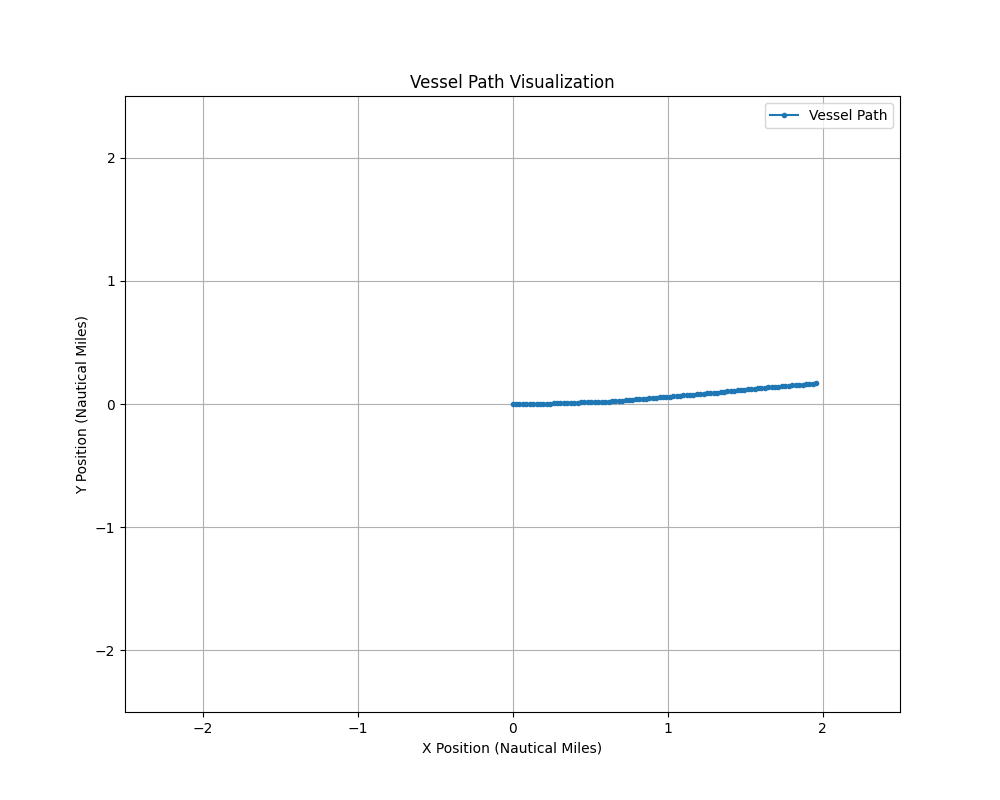 Vessel Path Visualization
Vessel Path
2
1
0
−1
−2
Y Position (Nautical Miles)
−2
−1
0
1
2
X Position (Nautical Miles)